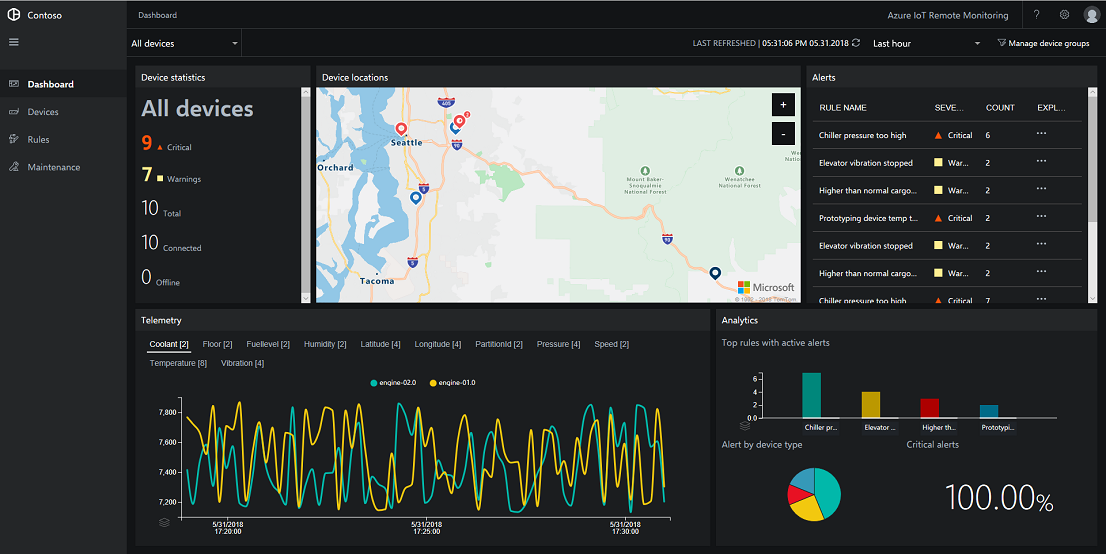 Contoso
Dashboard
Azure IoT Remote Monitoring
?
All devices
LAST REFRESHED | 05:31:06 PM 05.31.2018
Last hour
Manage device groups
Dashboard
Devices
Rules
Maintenance
Device statistics
All devices
9 Critical
7 Warnings
10 Total
10 Connected
0 Offline
Device locations
+
-
405
2
90
Seattle
Orchard
5
Mount Baker-
Snoqualmie
National Forest
Wenatchee
National Forest
90
5
Tacoma
Microsoft
© 1992 - 2018 TomTom
Alerts
RULE NAME SEVE... COUNT EXPL...
Chiller pressure too high Critical 6 ...
Elevator vibration stopped War... 2 ...
Higher than normal cargo... War... 2 ...
Prototyping device temp t... Critical 2 ...
Elevator vibration stopped War... 2 ...
Higher than normal cargo... War... 2 ...
Chiller pressure too high Critical 7 ...
Telemetry
Coolant [2] Floor [2] Fuellevel [2] Humidity [2] Latitude [4] Longitude [4] PartitionId [2] Pressure [4] Speed [2]
Temperature [8] Vibration [4]
engine-02.0 engine-01.0
7,800
7,600
7,400
7,200
5/31/2018 5/31/2018 5/31/2018
17:20:00 17:25:00 17:30:00
Analytics
Top rules with active alerts
6
4
2
0.0
Chiller pr... Elevator ... Higher th... Prototypi...
Alert by device type
Critical alerts
100.00%